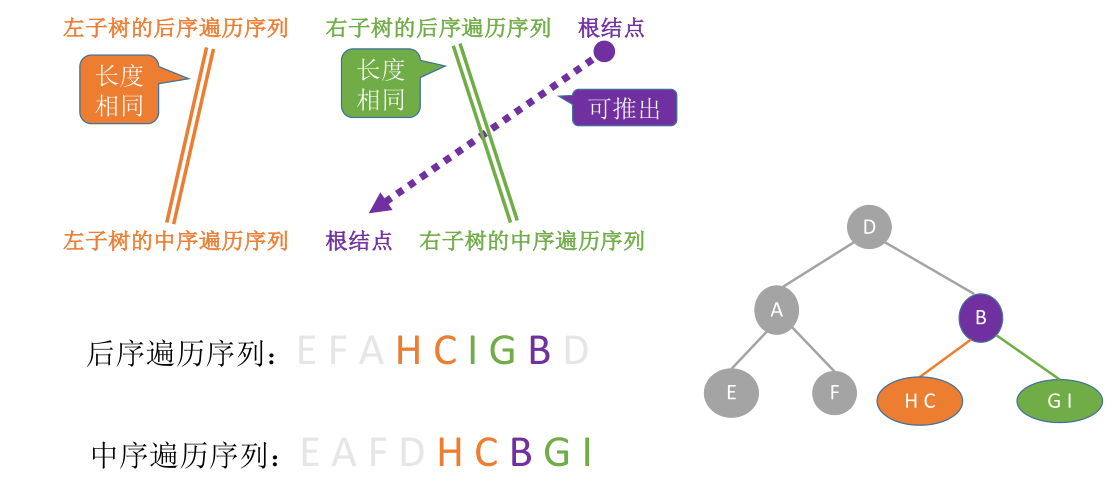 左子树的后序遍历序列 右子树的后序遍历序列 根结点
长度
相同
长度
相同
可推出
左子树的中序遍历序列 根结点 右子树的中序遍历序列
D
A B
E F H C G I
后序遍历序列：E F A H C I G B D
中序遍历序列：E A F D H C B G I